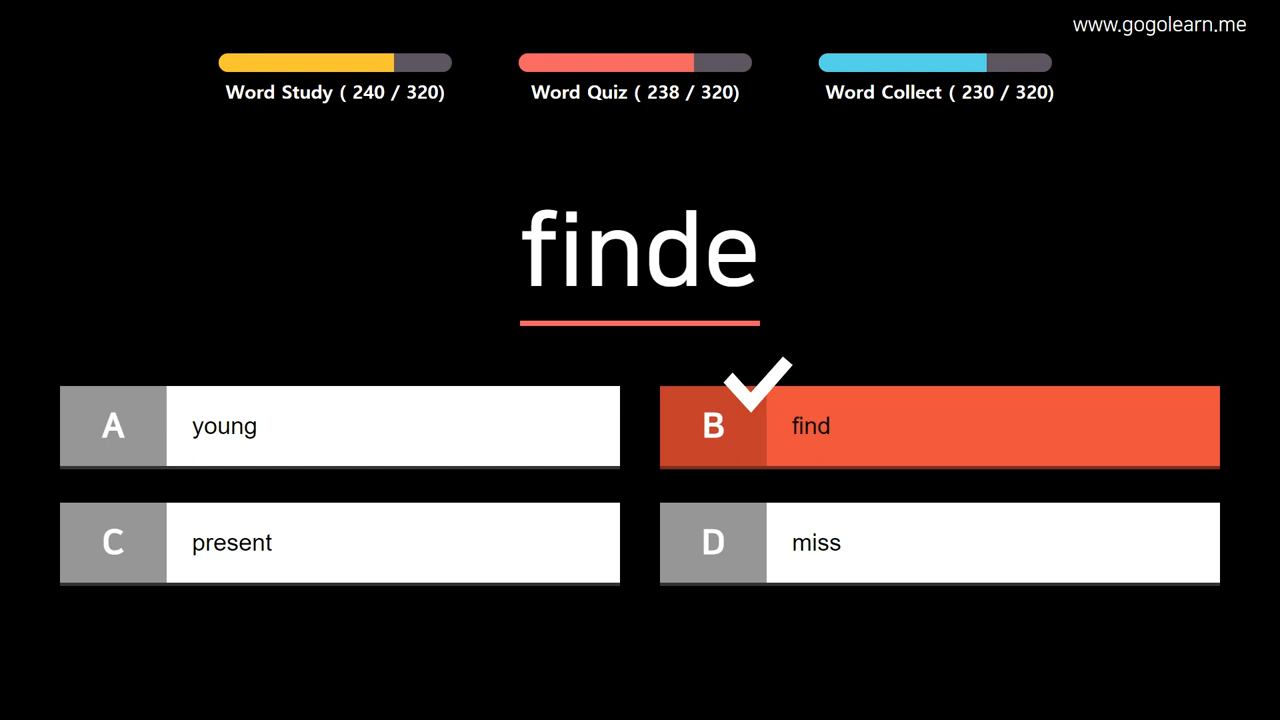 www.gogolearn.me
Word Study ( 240 / 320)
Word Quiz ( 238 / 320)
Word Collect ( 230 / 320)
finde
A young
B find
C present
D miss